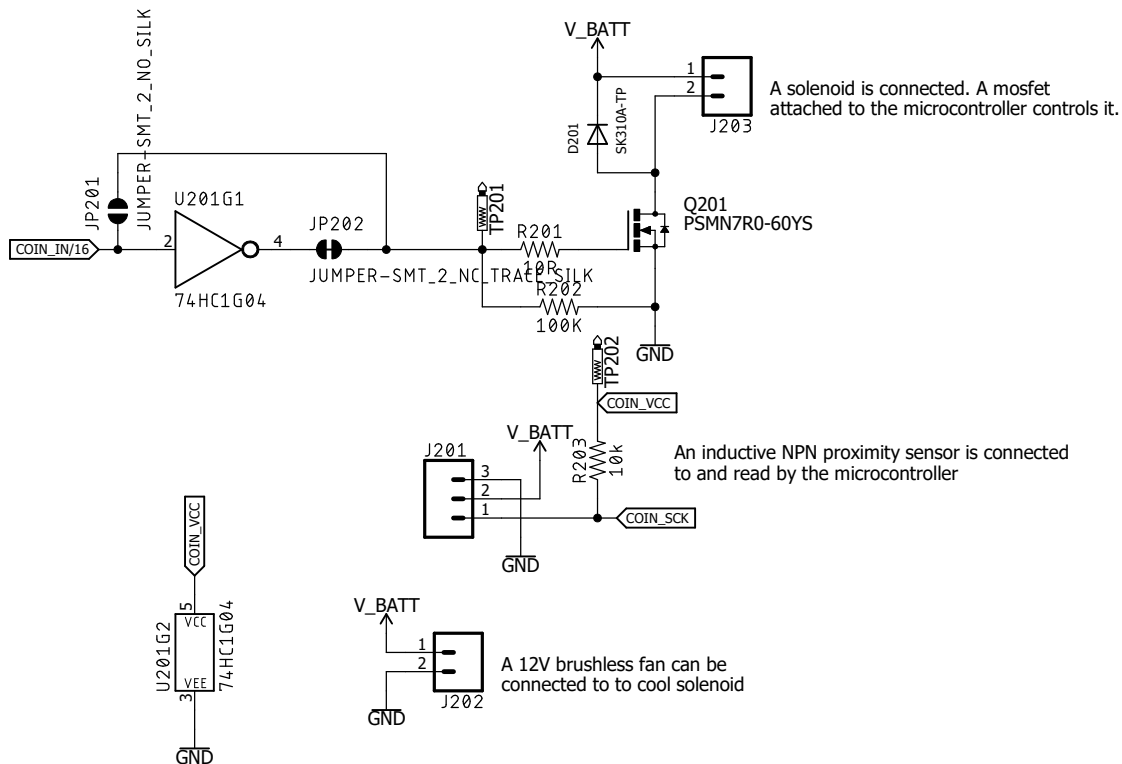 V_BATT
1
2
J203
A solenoid is connected. A mosfet
attached to the microcontroller controls it.
D201
SK310A-TP
JP201
JUMPER-SMT_2_NO_SILK
U201G1
COIN_IN/16
2
4
74HC1G04
JP202
JUMPER-SMT_2_NC_TRACE_SILK
TP201
R201
10R
R202
100K
Q201
PSMN7R0-60YS
GND
TP202
COIN_VCC
R203
10k
V_BATT
J201
3
2
1
COIN_SCK
GND
An inductive NPN proximity sensor is connected
to and read by the microcontroller
COIN_VCC
5
VCC
U201G2
74HC1G04
VEE
3
GND
V_BATT
1
2
J202
GND
A 12V brushless fan can be
connected to to cool solenoid